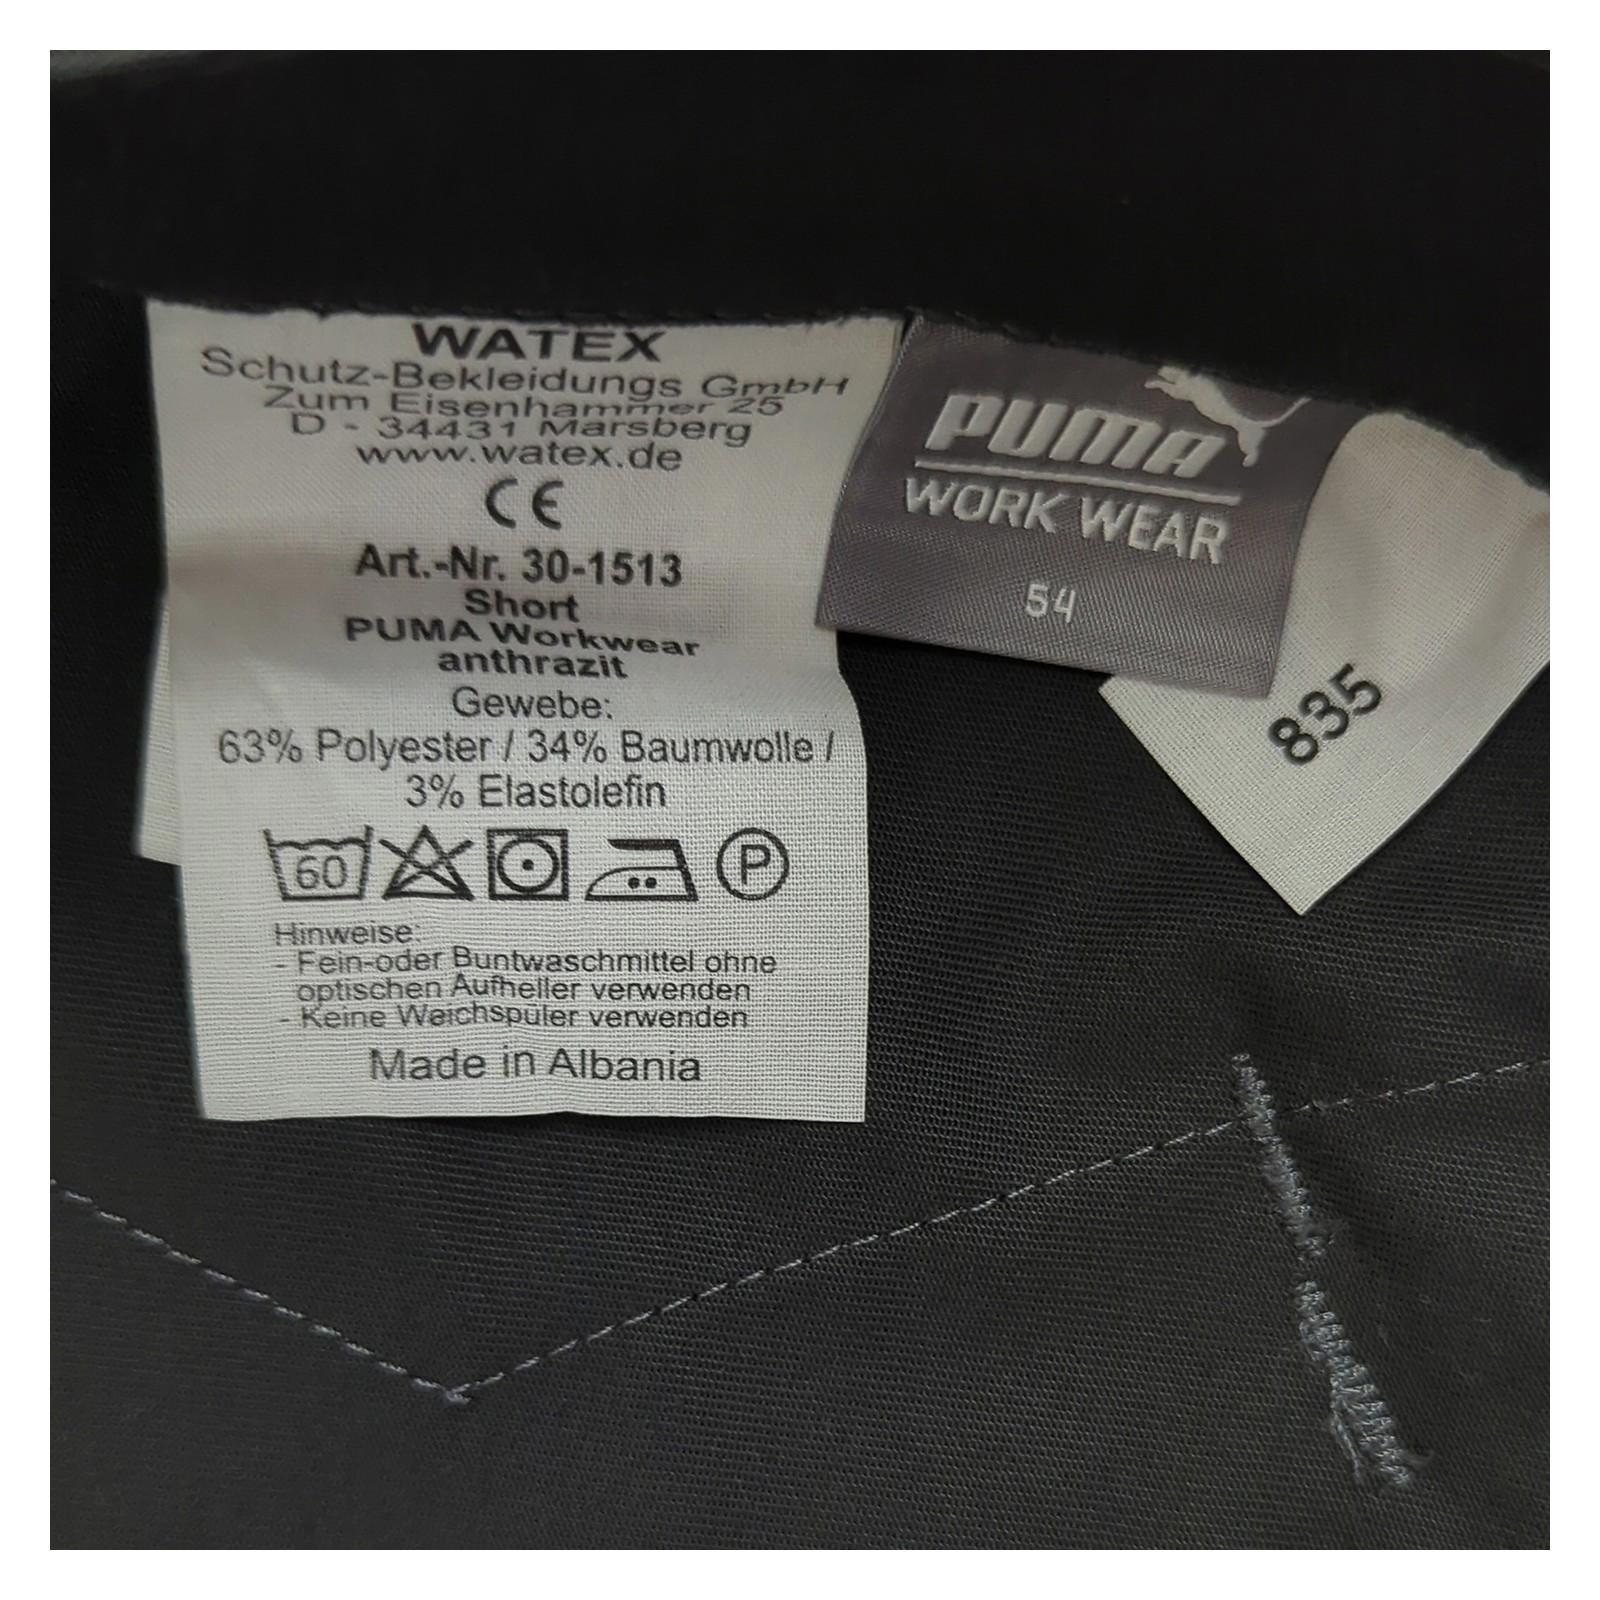 WATEX
Schutz-Bekleidungs GmbH
Zum Eisenhammer 25
D - 34431 Marsberg
www.watex.de
CE
Art.-Nr. 30-1513
Short
PUMA Workwear
anthrazit
Gewebe:
63% Polyester / 34% Baumwolle /
3% Elastolefin
60
P
Hinweise:
- Fein-oder Buntwaschmittel ohne
optischen Aufheller verwenden
- Keine Weichspüler verwenden
Made in Albania
PUMA
WORK WEAR
54
835